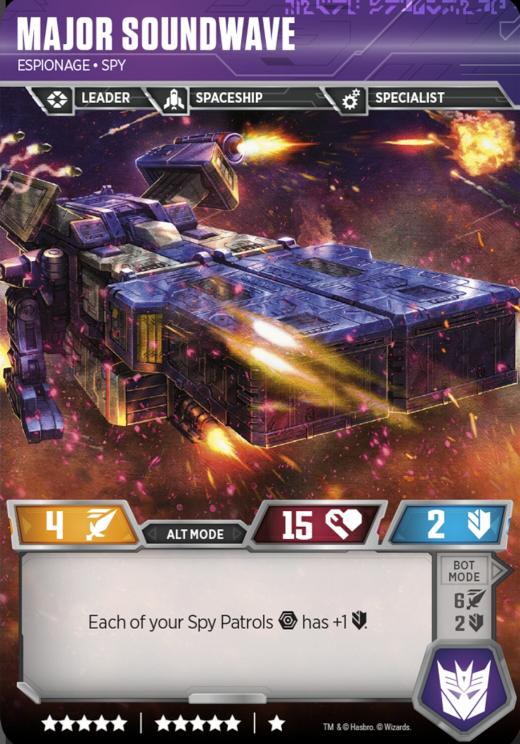 MAJOR SOUNDWAVE
ESPIONAGE • SPY
LEADER SPACESHIP SPECIALIST
4 ALT MODE 15 2
BOT
MODE
6
2
Each of your Spy Patrols has +1.
TM & © Hasbro. © Wizards.